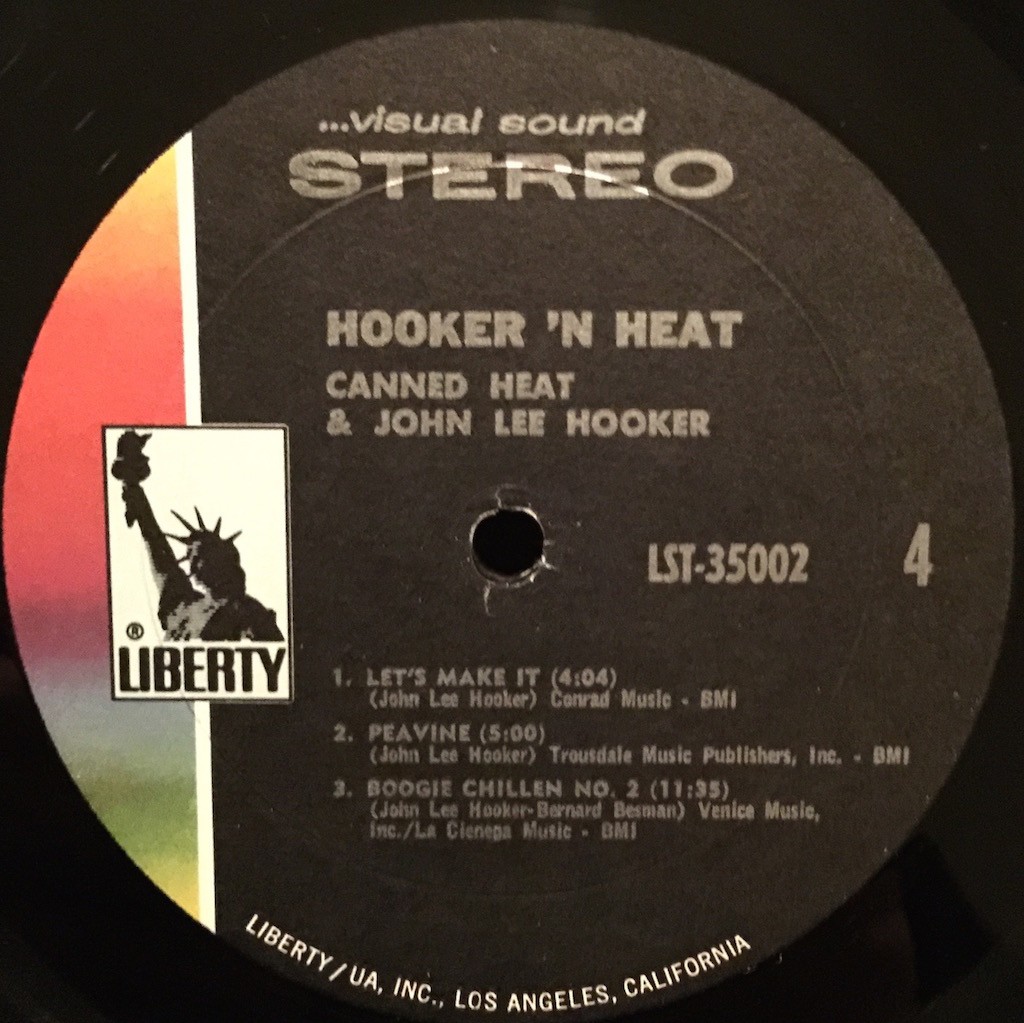 ...visual sound
STEREO
HOOKER 'N HEAT
CANNED HEAT
& JOHN LEE HOOKER
LST-35002
4
®
LIBERTY
1. LET'S MAKE IT (4:04)
(John Lee Hooker) Conrad Music - BMI
2. PEAVINE (5:00)
(John Lee Hooker) Trousdale Music Publishers, Inc. - BMI
3. BOOGIE CHILLEN NO. 2 (11:35)
(John Lee Hooker-Bernard Besman) Venice Music,
Inc./La Cienega Music - BMI
LIBERTY/UA, INC., LOS ANGELES, CALIFORNIA